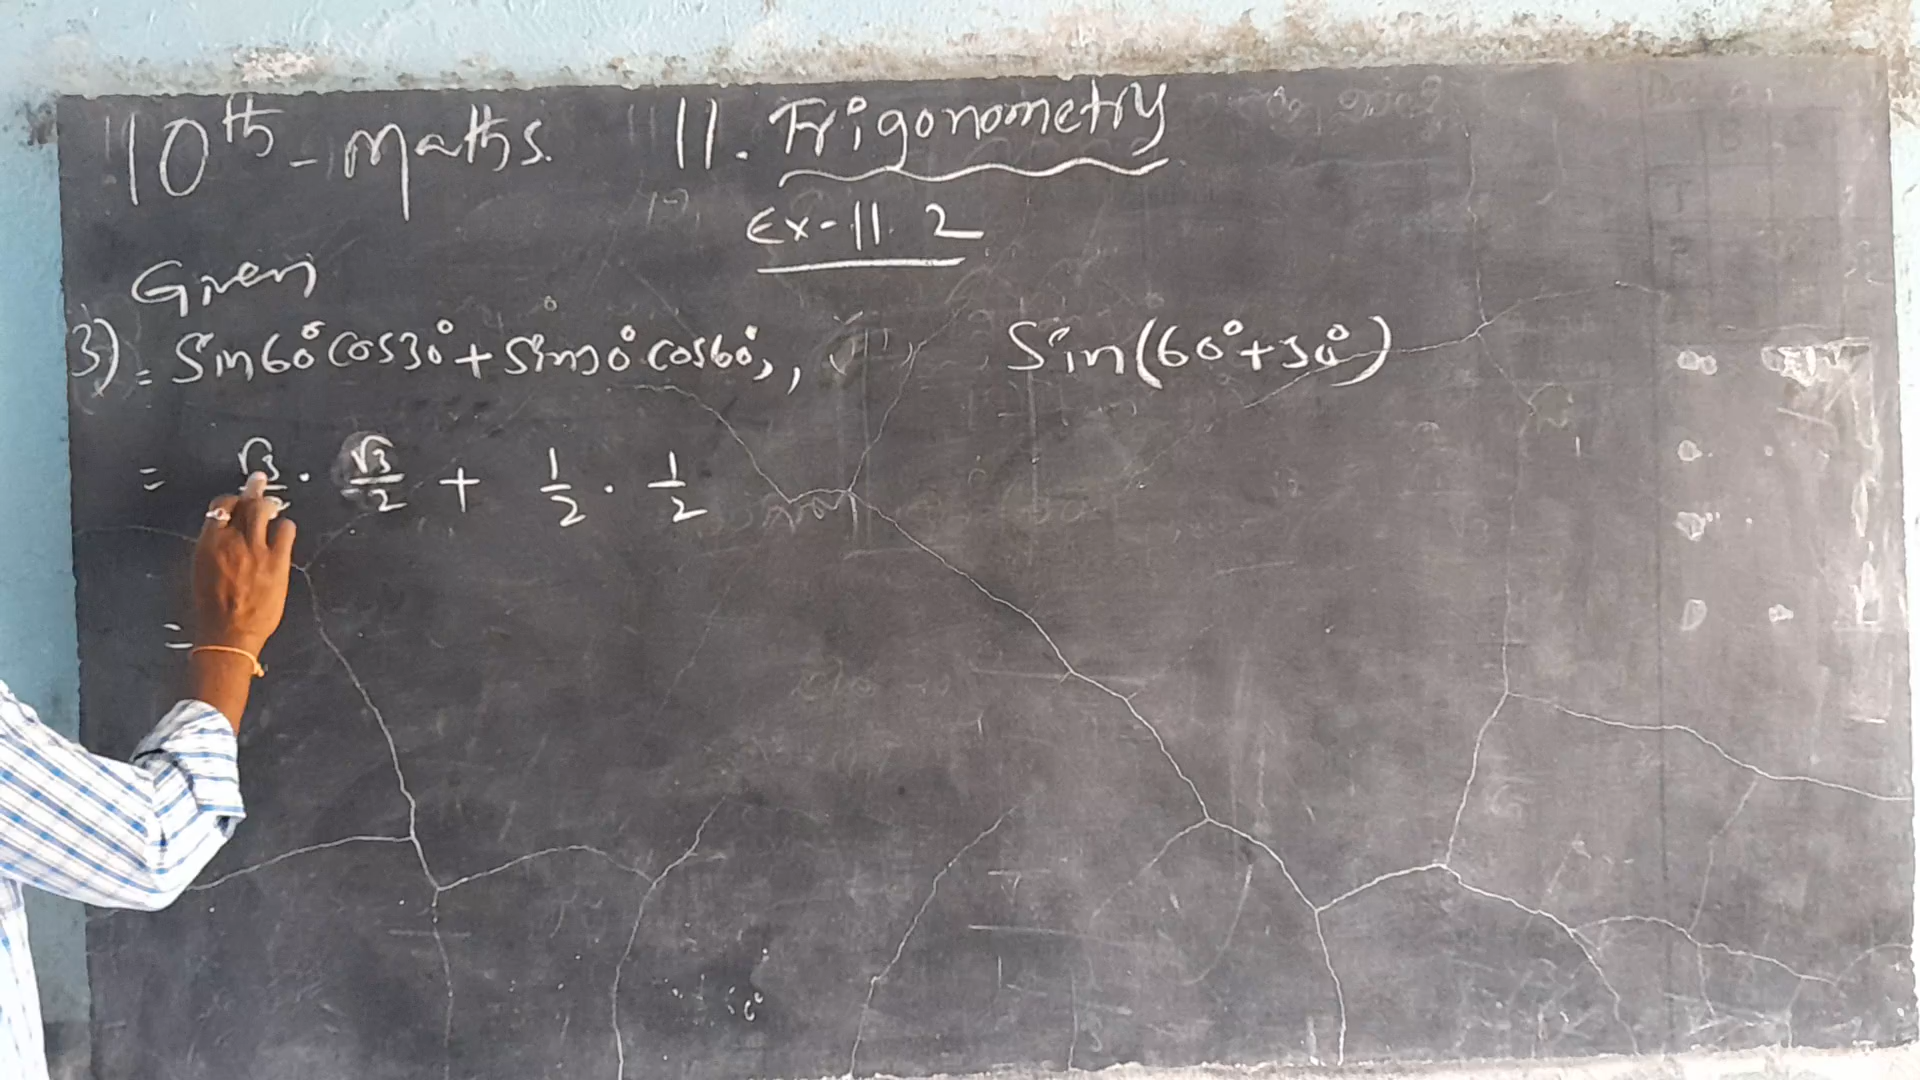 10th - Maths. 11. Trigonometry
Ex-11.2
Given
3) = Sin60° Cos30° + Sin30° Cos60°, , Sin(60°+30°)
= √3/2 . √3/2 + 1/2 . 1/2
=